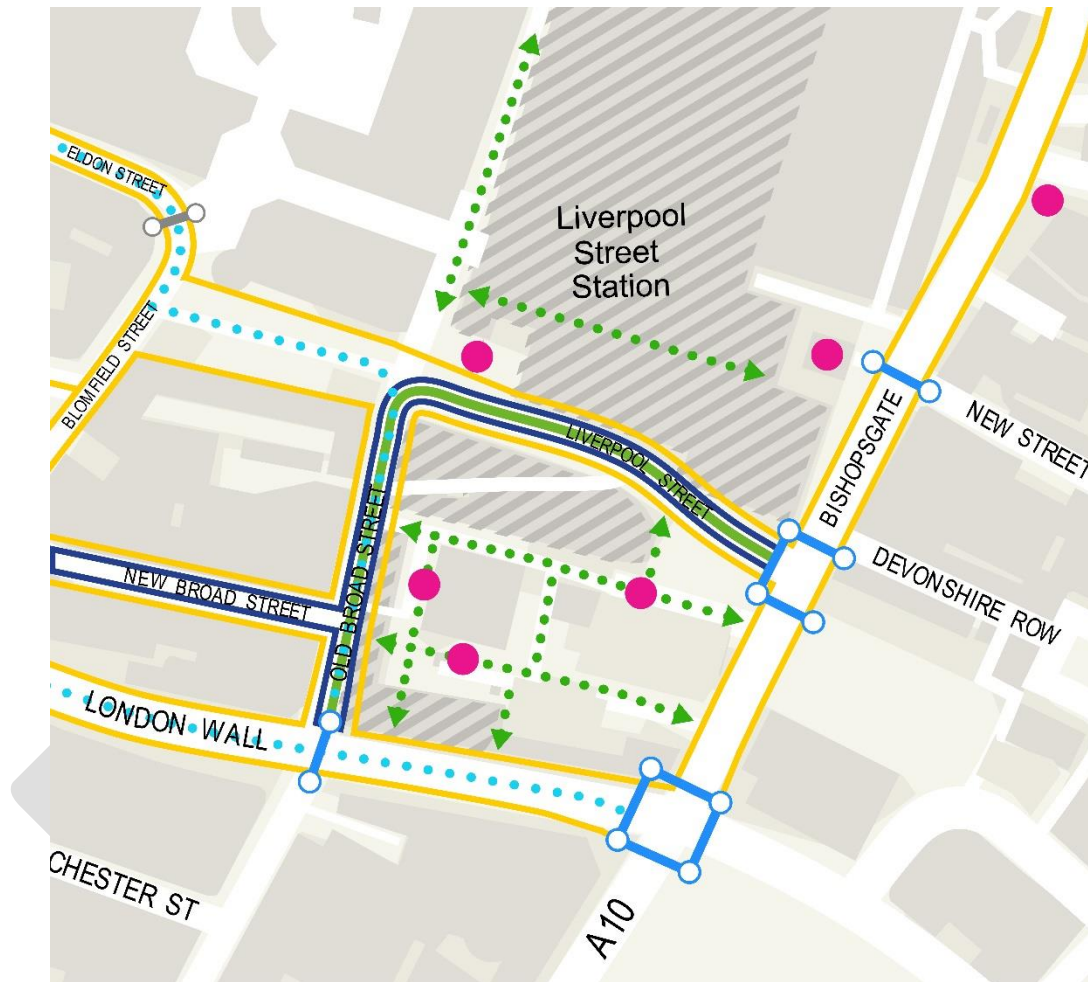 ELDON STREET
Liverpool
Street
Station
BLOMFIELD STREET
BISHOPSGATE
NEW STREET
LIVERPOOL STREET
OLD BROAD STREET
NEW BROAD STREET
DEVONSHIRE ROW
LONDON WALL
CHESTER ST
A10